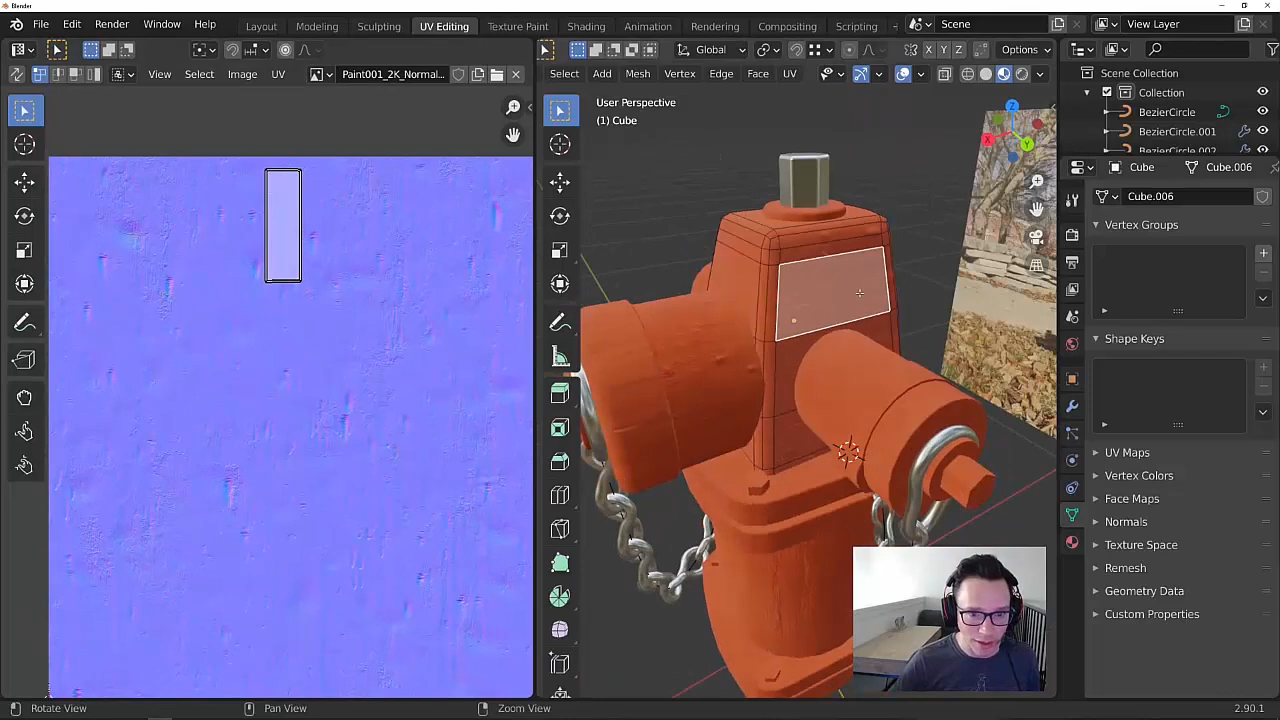 Blender
File Edit Render Window Help Layout Modeling Sculpting UV Editing Texture Paint Shading Animation Rendering Compositing Scripting Scene View Layer
Global Options
View Select Image UV Paint001_2K_Normal... Select Add Mesh Vertex Edge Face UV
Scene Collection
Collection
BezierCircle
BezierCircle.001
BezierCircle.002
User Perspective
(1) Cube
X
Y
Z
Cube Cube.006
Cube.006
Vertex Groups
Shape Keys
UV Maps
Vertex Colors
Face Maps
Normals
Texture Space
Remesh
Geometry Data
Custom Properties
Rotate View Pan View Zoom View 2.90.1